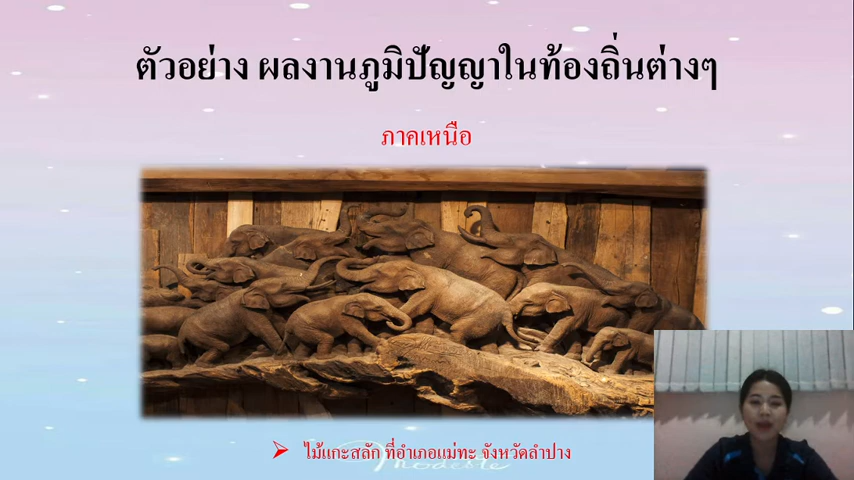 ตัวอย่าง ผลงานภูมิปัญญาในท้องถิ่นต่างๆ
ภาคเหนือ
ไม้แกะสลัก ที่อำเภอแม่ทะ จังหวัดลำปาง
Modeste